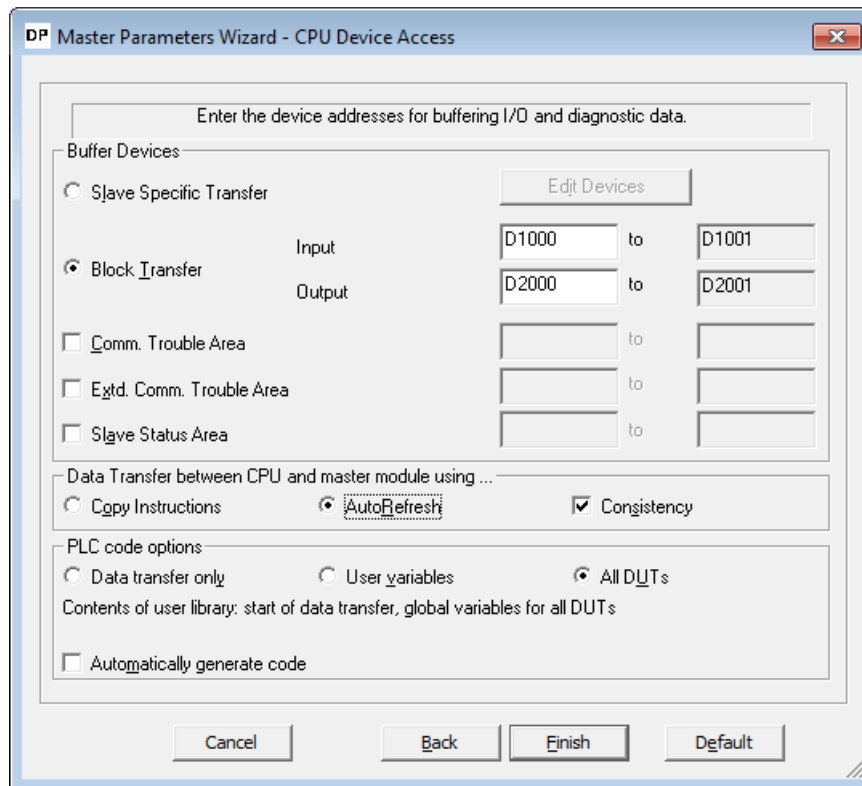 DP Master Parameters Wizard - CPU Device Access
Enter the device addresses for buffering I/O and diagnostic data.
Buffer Devices
Slave Specific Transfer Edit Devices
Input D1000 to D1001
Block Transfer
Output D2000 to D2001
Comm. Trouble Area to
Extd. Comm. Trouble Area to
Slave Status Area to
Data Transfer between CPU and master module using ...
Copy Instructions AutoRefresh Consistency
PLC code options
Data transfer only User variables All DUTs
Contents of user library: start of data transfer, global variables for all DUTs
Automatically generate code
Cancel Back Finish Default